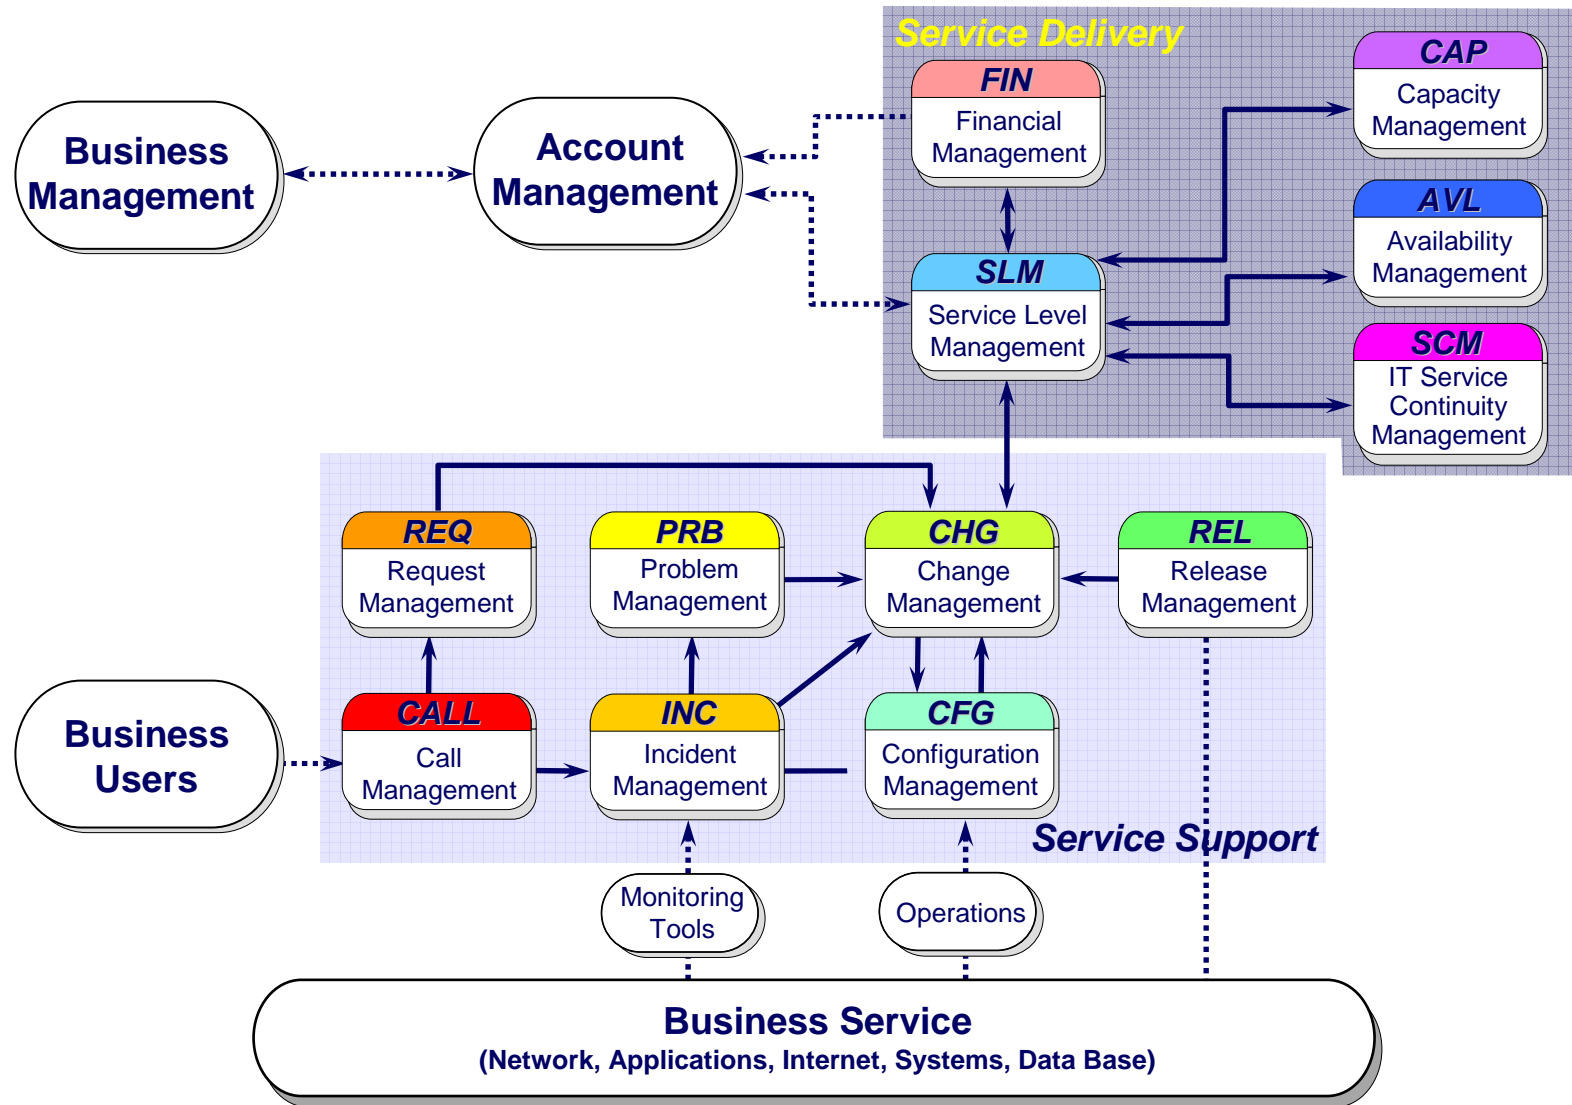 Service Delivery
FIN
Financial
Management
CAP
Capacity
Management
Business
Management
Account
Management
AVL
Availability
Management
SLM
Service Level
Management
SCM
IT Service
Continuity
Management
REQ
Request
Management
PRB
Problem
Management
CHG
Change
Management
REL
Release
Management
Business
Users
CALL
Call
Management
INC
Incident
Management
CFG
Configuration
Management
Service Support
Monitoring
Tools
Operations
Business Service
(Network, Applications, Internet, Systems, Data Base)